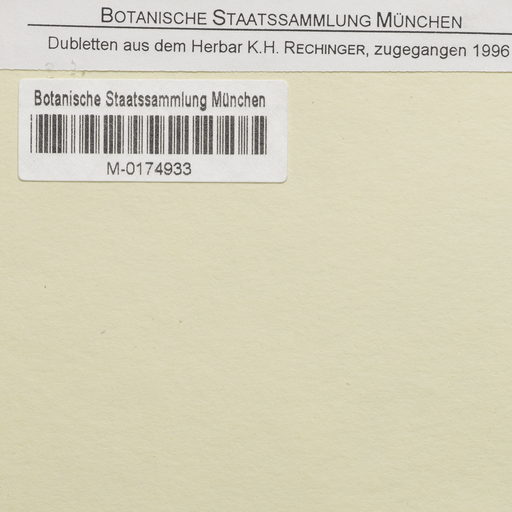 BOTANISCHE STAATSSAMMLUNG MÜNCHEN
Dubletten aus dem Herbar K.H. RECHINGER, zugegangen 1996
Botanische Staatssammlung München
M-0174933